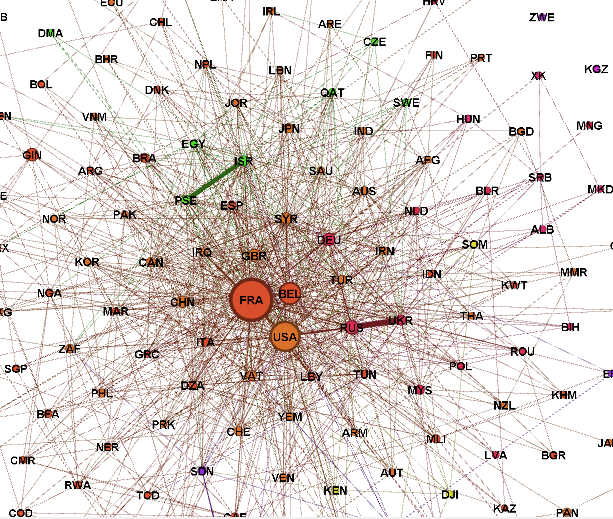 IRL
ZWE
CHL
ARE
DMA
CZE
BHR
NPL
LBN
FIN
PRT
XK
KGZ
BOL
DNK
JOR
QAT
SWE
VNM
JPN
IND
HUN
BGD
MNG
GIN
BRA
EGY
ISR
AFG
ARG
SAU
SRB
PSE
ESP
AUS
BLR
MKD
NOR
PAK
SYR
NLD
DEU
ALB
KOR
CAN
IRQ
GBR
IRN
SOM
TUR
IDN
MMR
NGA
CHN
FRA
BEL
KWT
MAR
RUS
UKR
THA
BIH
ZAF
GRC
ITA
USA
ROU
SGP
VAT
LBY
TUN
POL
PHL
DZA
MYS
KHM
BFA
PRK
CHE
YEM
ARM
MLI
NZL
CMR
NER
SDN
VEN
AUT
LVA
BGR
RWA
TCD
KEN
DJI
COD
KAZ
PAN